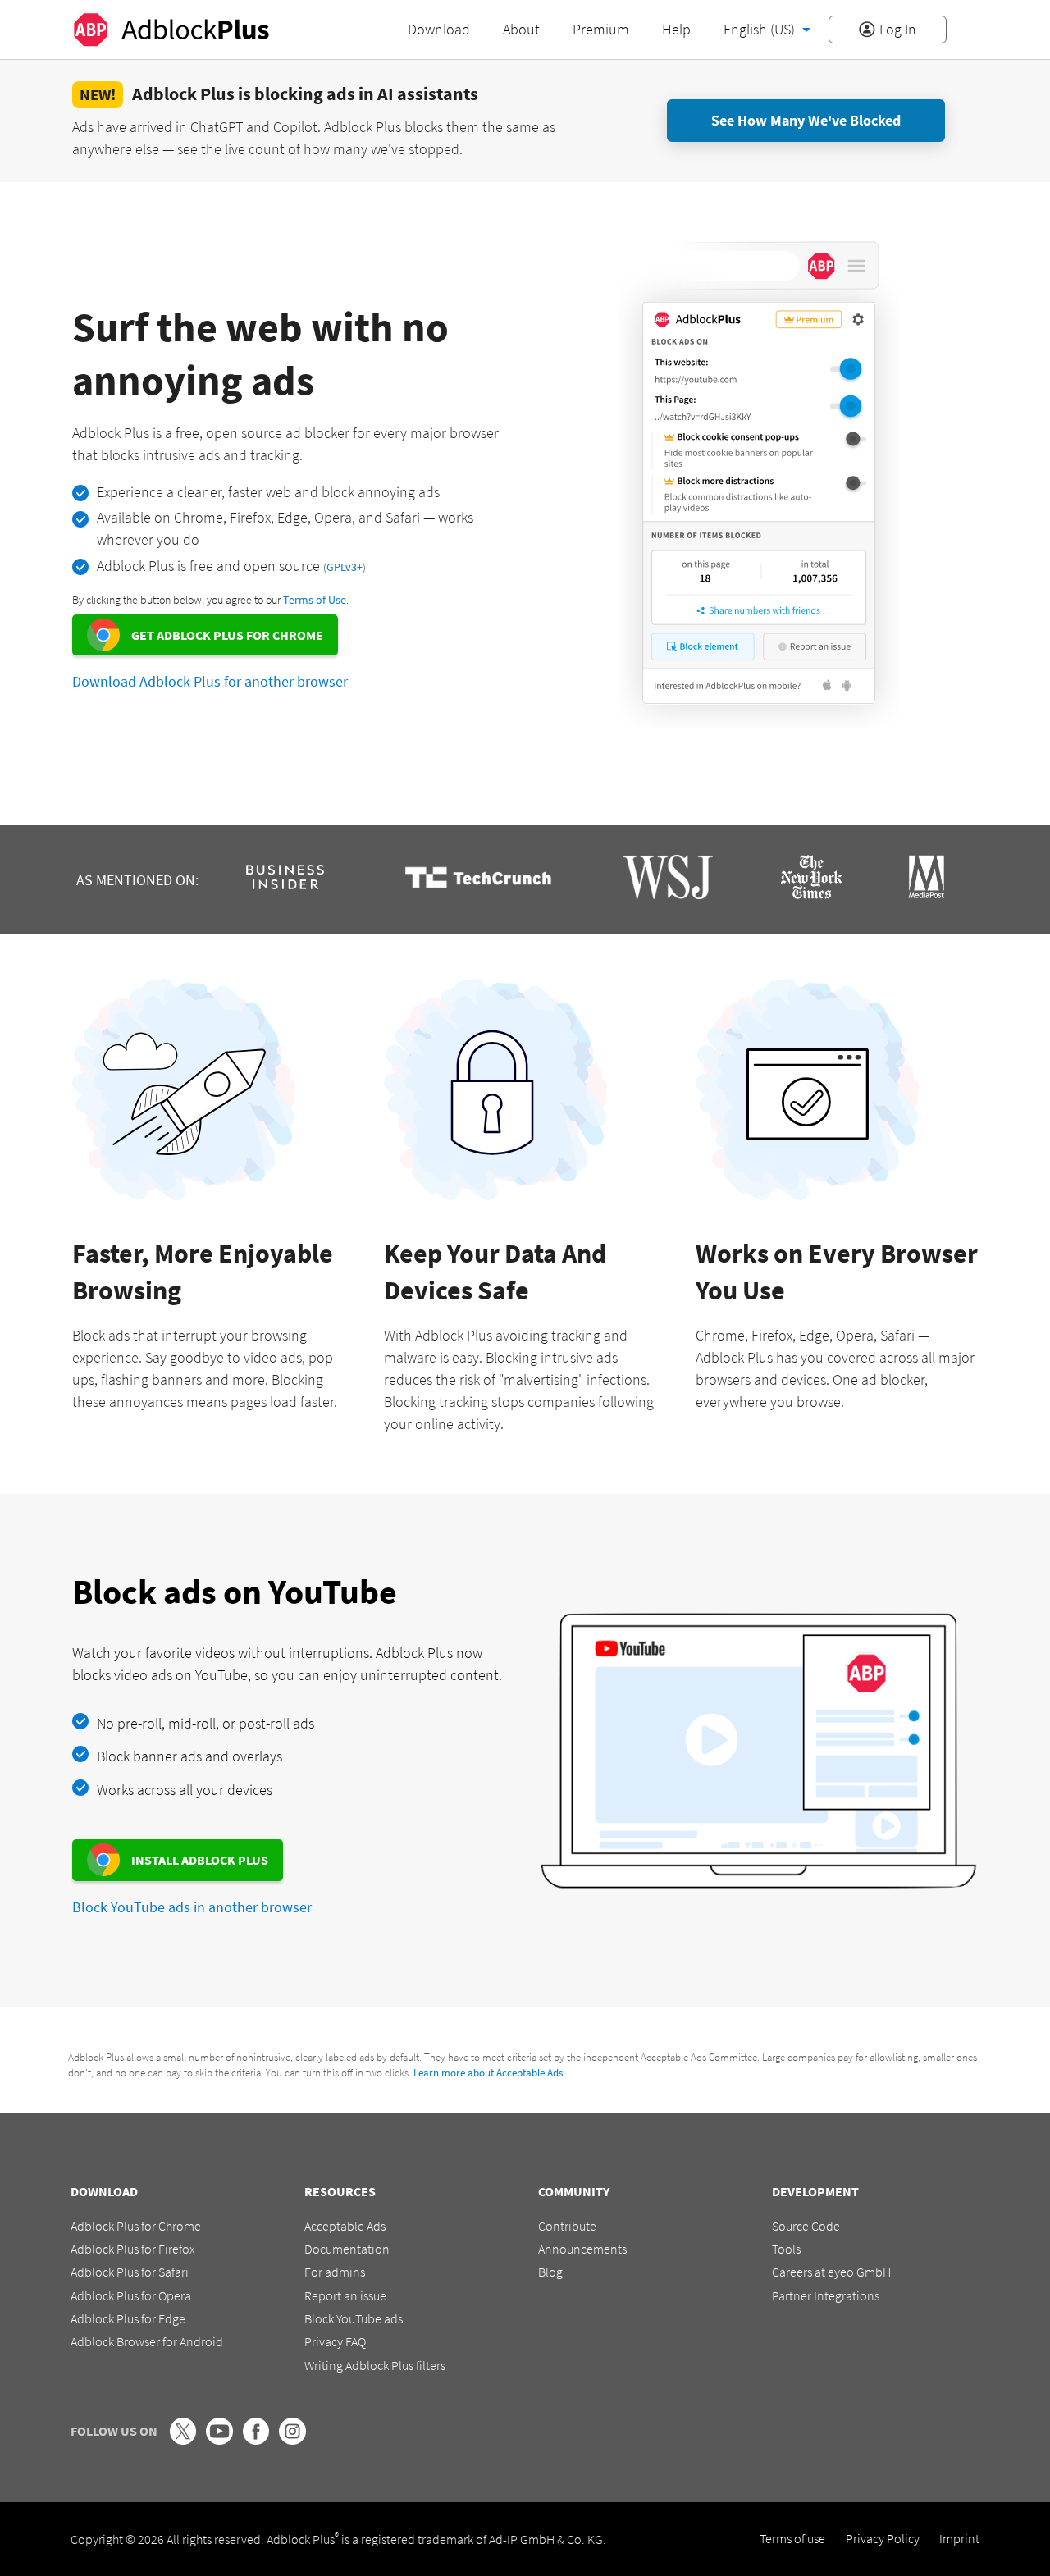 ABP AdblockPlus
Download About Premium Help English (US) Log In
NEW! Adblock Plus is blocking ads in AI assistants
Ads have arrived in ChatGPT and Copilot. Adblock Plus blocks them the same as
anywhere else — see the live count of how many we've stopped.
See How Many We've Blocked
ABP
Surf the web with no
annoying ads
Adblock Plus is a free, open source ad blocker for every major browser
that blocks intrusive ads and tracking.
Experience a cleaner, faster web and block annoying ads
Available on Chrome, Firefox, Edge, Opera, and Safari — works
wherever you do
Adblock Plus is free and open source (GPLv3+)
By clicking the button below, you agree to our Terms of Use.
GET ADBLOCK PLUS FOR CHROME
Download Adblock Plus for another browser
ABP AdblockPlus Premium
BLOCK ADS ON
This website:
https://youtube.com
This Page:
../watch?v=rdGHJsi3KkY
Block cookie consent pop-ups
Hide most cookie banners on popular
sites
Block more distractions
Block common distractions like auto-
play videos
NUMBER OF ITEMS BLOCKED
on this page in total
18 1,007,356
Share numbers with friends
Block element Report an issue
Interested in AdblockPlus on mobile?
AS MENTIONED ON:
BUSINESS
INSIDER
TC TechCrunch
WSJ
The
New York
Times
M
MediaPost
Faster, More Enjoyable
Browsing
Block ads that interrupt your browsing
experience. Say goodbye to video ads, pop-
ups, flashing banners and more. Blocking
these annoyances means pages load faster.
Keep Your Data And
Devices Safe
With Adblock Plus avoiding tracking and
malware is easy. Blocking intrusive ads
reduces the risk of "malvertising" infections.
Blocking tracking stops companies following
your online activity.
Works on Every Browser
You Use
Chrome, Firefox, Edge, Opera, Safari —
Adblock Plus has you covered across all major
browsers and devices. One ad blocker,
everywhere you browse.
Block ads on YouTube
Watch your favorite videos without interruptions. Adblock Plus now
blocks video ads on YouTube, so you can enjoy uninterrupted content.
No pre-roll, mid-roll, or post-roll ads
Block banner ads and overlays
Works across all your devices
INSTALL ADBLOCK PLUS
Block YouTube ads in another browser
YouTube
ABP
Adblock Plus allows a small number of nonintrusive, clearly labeled ads by default. They have to meet criteria set by the independent Acceptable Ads Committee. Large companies pay for allowlisting, smaller ones
don't, and no one can pay to skip the criteria. You can turn this off in two clicks. Learn more about Acceptable Ads.
DOWNLOAD
Adblock Plus for Chrome
Adblock Plus for Firefox
Adblock Plus for Safari
Adblock Plus for Opera
Adblock Plus for Edge
Adblock Browser for Android
RESOURCES
Acceptable Ads
Documentation
For admins
Report an issue
Block YouTube ads
Privacy FAQ
Writing Adblock Plus filters
COMMUNITY
Contribute
Announcements
Blog
DEVELOPMENT
Source Code
Tools
Careers at eyeo GmbH
Partner Integrations
FOLLOW US ON
Copyright © 2026 All rights reserved. Adblock Plus® is a registered trademark of Ad-IP GmbH & Co. KG.
Terms of use Privacy Policy Imprint